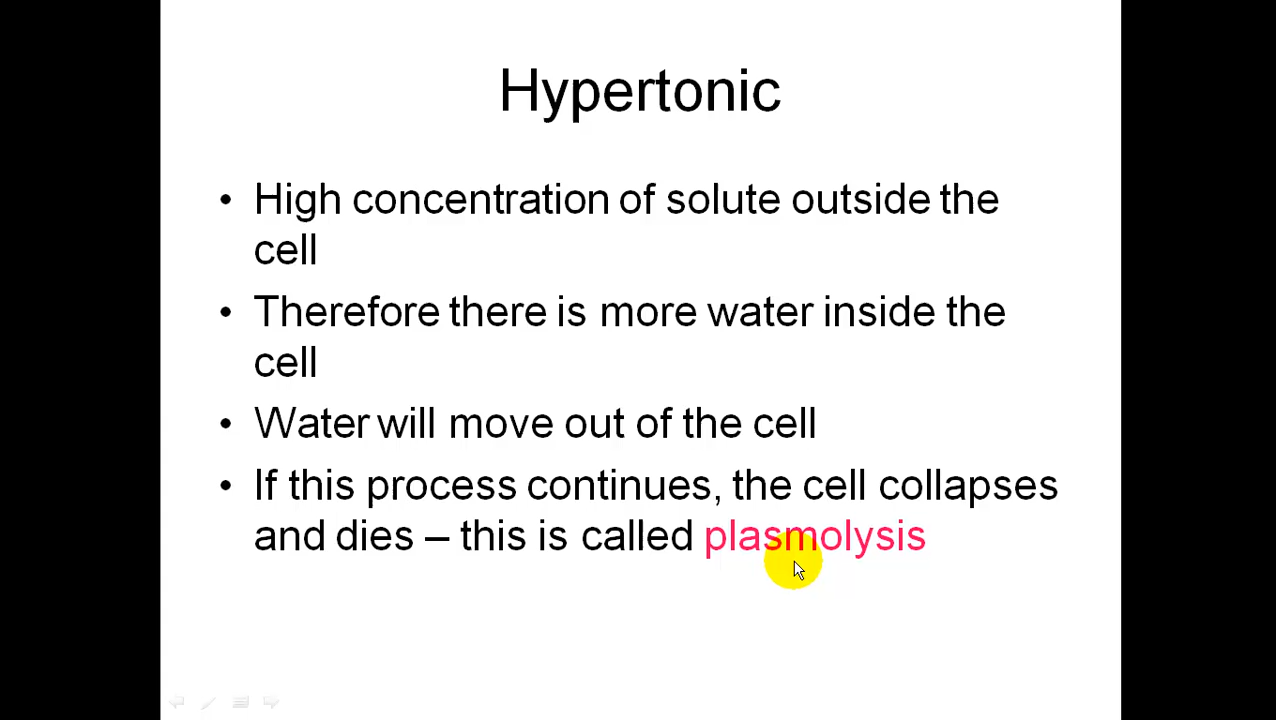 Hypertonic
• High concentration of solute outside the
cell
• Therefore there is more water inside the
cell
• Water will move out of the cell
• If this process continues, the cell collapses
and dies – this is called plasmolysis